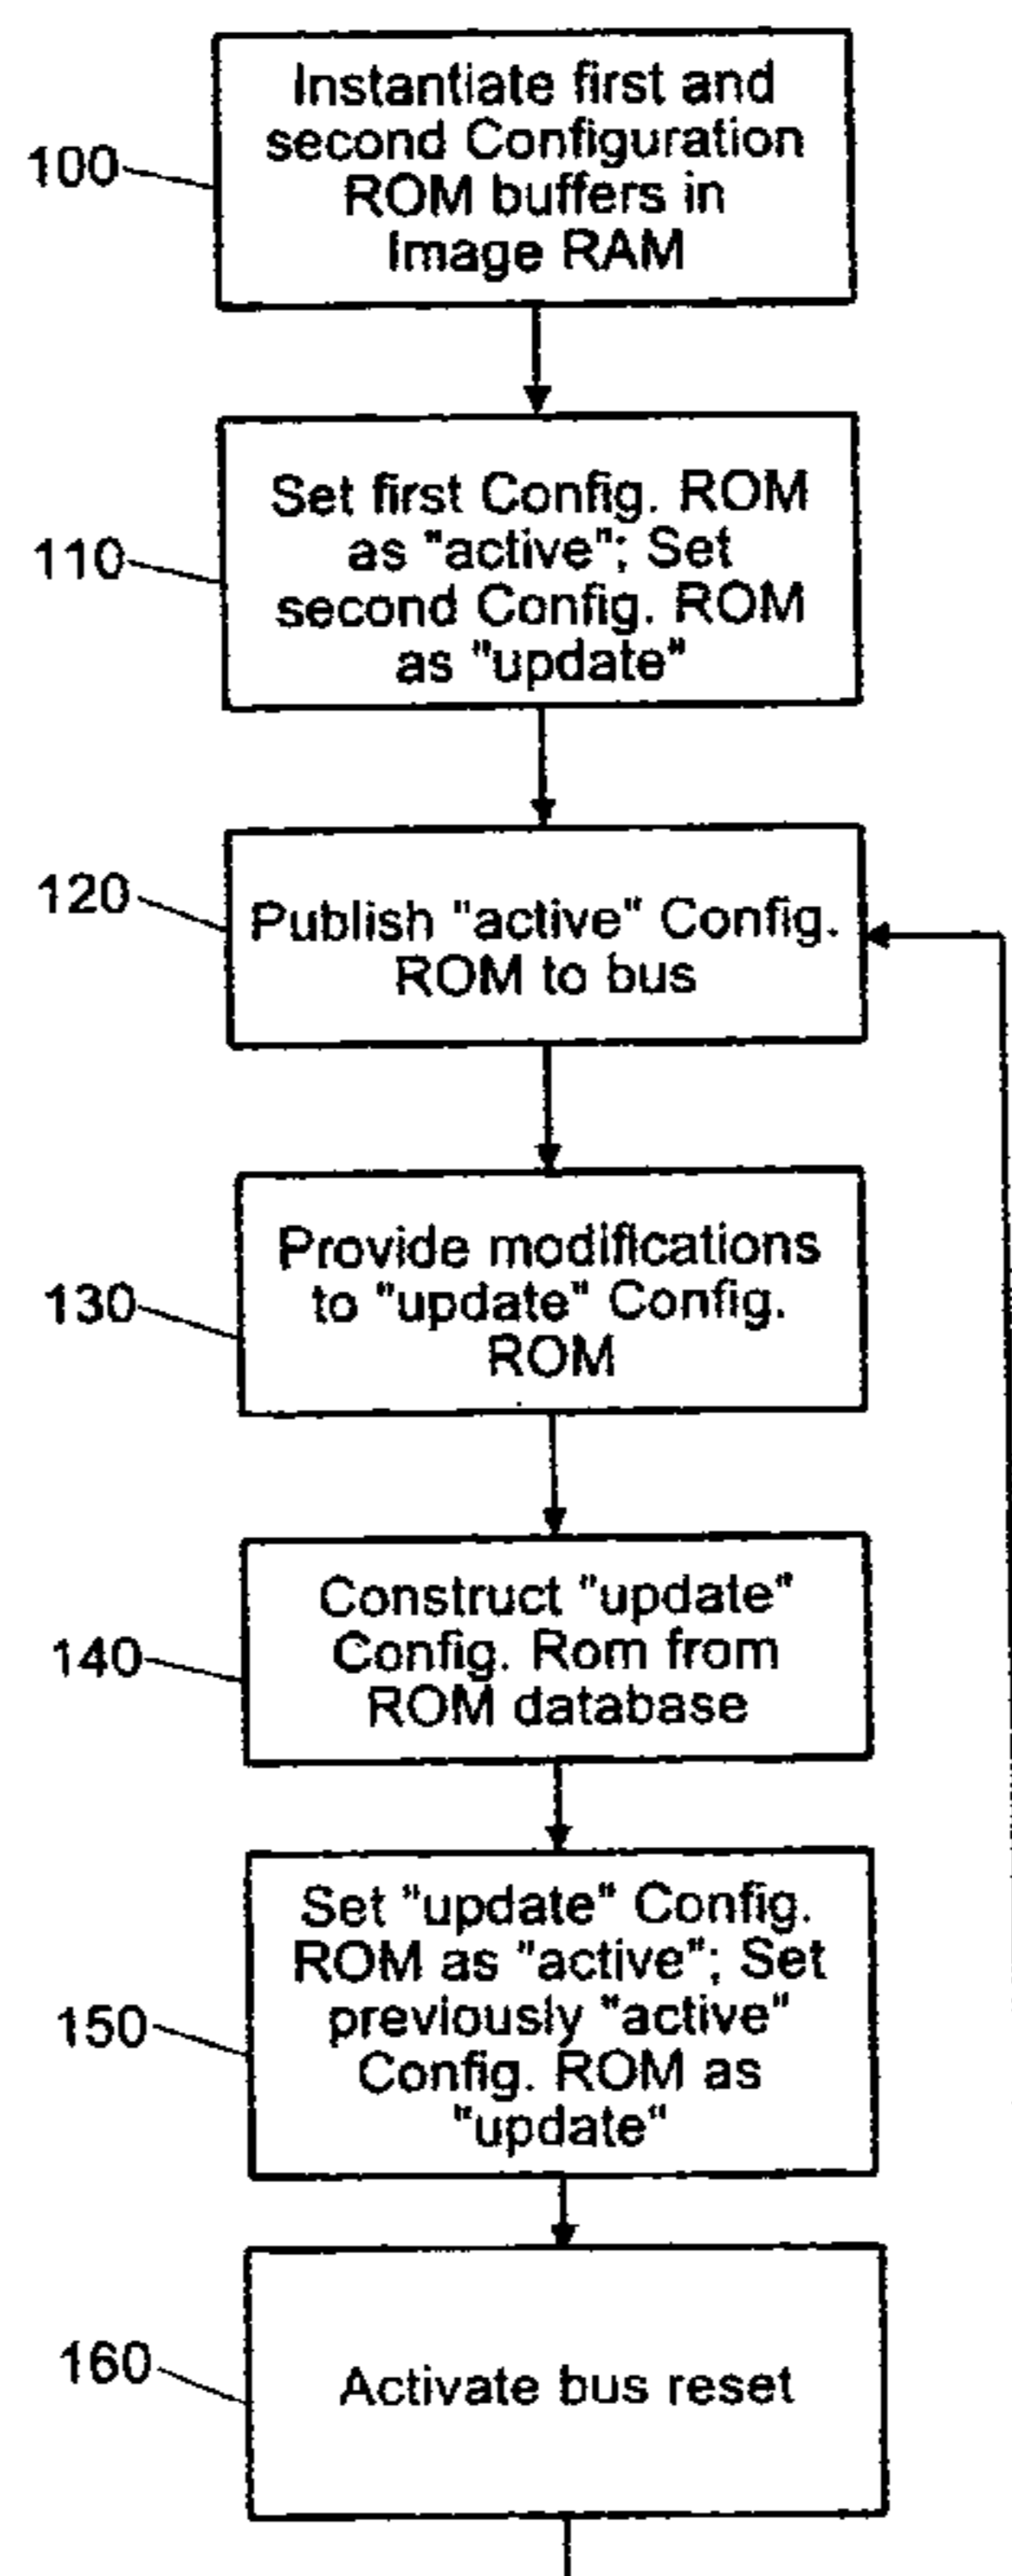 Instantiate first and
second Configuration
ROM buffers in
Image RAM
100
Set first Config. ROM
as "active"; Set
second Config. ROM
as "update"
110
Publish "active" Config.
ROM to bus
120
Provide modifications
to "update" Config.
ROM
130
Construct "update"
Config. Rom from
ROM database
140
Set "update" Config.
ROM as "active"; Set
previously "active"
Config. ROM as
"update"
150
Activate bus reset
160